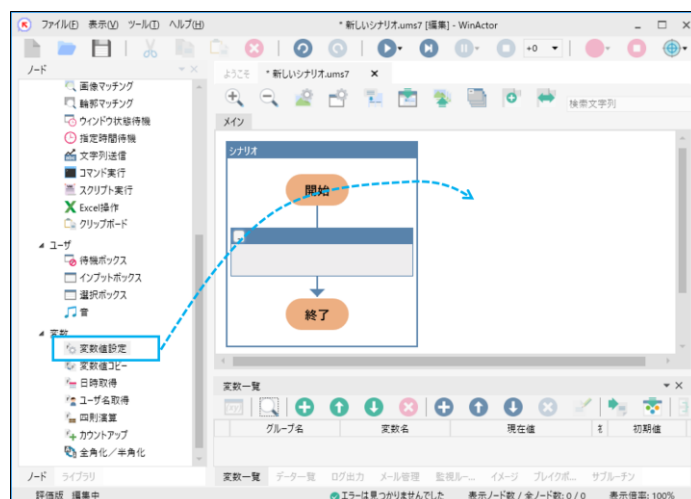 ファイル(F) 表示(V) ツール(T) ヘルプ(H)
* 新しいシナリオ.ums7 [編集] - WinActor
+0
ノード
ようこそ
* 新しいシナリオ.ums7
検索文字列
メイン
画像マッチング
輪郭マッチング
ウィンドウ状態待機
指定時間待機
文字列送信
コマンド実行
スクリプト実行
Excel操作
クリップボード
ユーザ
待機ボックス
インプットボックス
選択ボックス
音
変数
変数値設定
変数値コピー
日時取得
ユーザ名取得
四則演算
カウントアップ
全角化/半角化
シナリオ
開始
終了
変数一覧
グループ名 変数名 現在値 初期値
ノード ライブラリ
変数一覧 データ一覧 ログ出力 メール管理 監視ルー... イメージ ブレイクポ... サブルーチン
評価版 編集中 エラーは見つかりませんでした 表示ノード数 / 全ノード数: 0 / 0 表示倍率: 100%